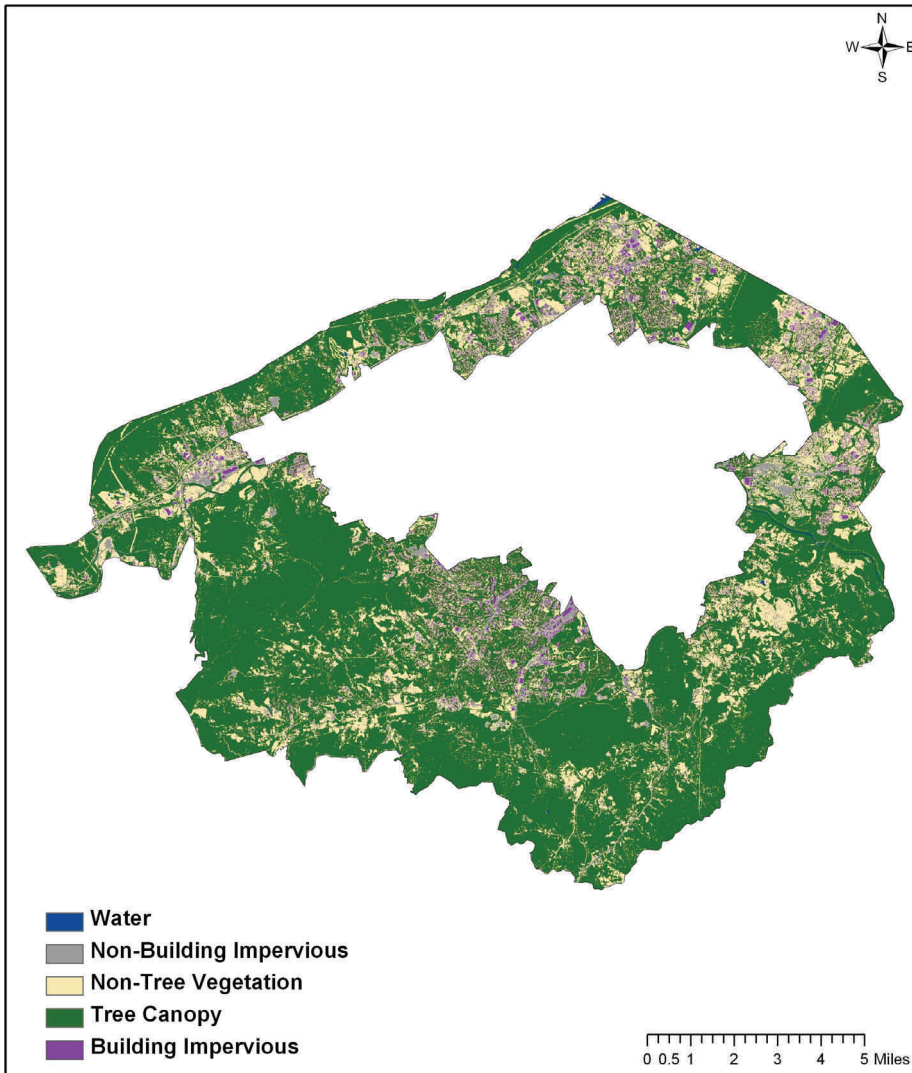 N
W E
S
Water
Non-Building Impervious
Non-Tree Vegetation
Tree Canopy
Building Impervious
0 0.5 1 2 3 4 5 Miles